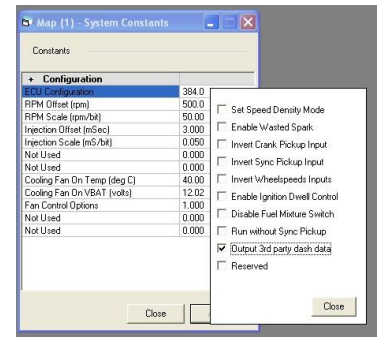 Map (1) - System Constants
Constants
+ Configuration
ECU Configuration 384.0
RPM Offset (rpm) 500.0
RPM Scale (rpm/bit) 50.00
Injection Offset (mSec) 3.000
Injection Scale (mS/bit) 0.050
Not Used 0.000
Not Used 0.000
Cooling Fan On Temp (deg C) 40.00
Cooling Fan On VBAT (volts) 12.02
Fan Control Options 1.000
Not Used 0.000
Not Used 0.000
Close
Set Speed Density Mode
Enable Wasted Spark
Invert Crank Pickup Input
Invert Sync Pickup Input
Invert Wheelspeeds Inputs
Enable Ignition Dwell Control
Disable Fuel Mixture Switch
Run without Sync Pickup
Output 3rd party dash data
Reserved
Close